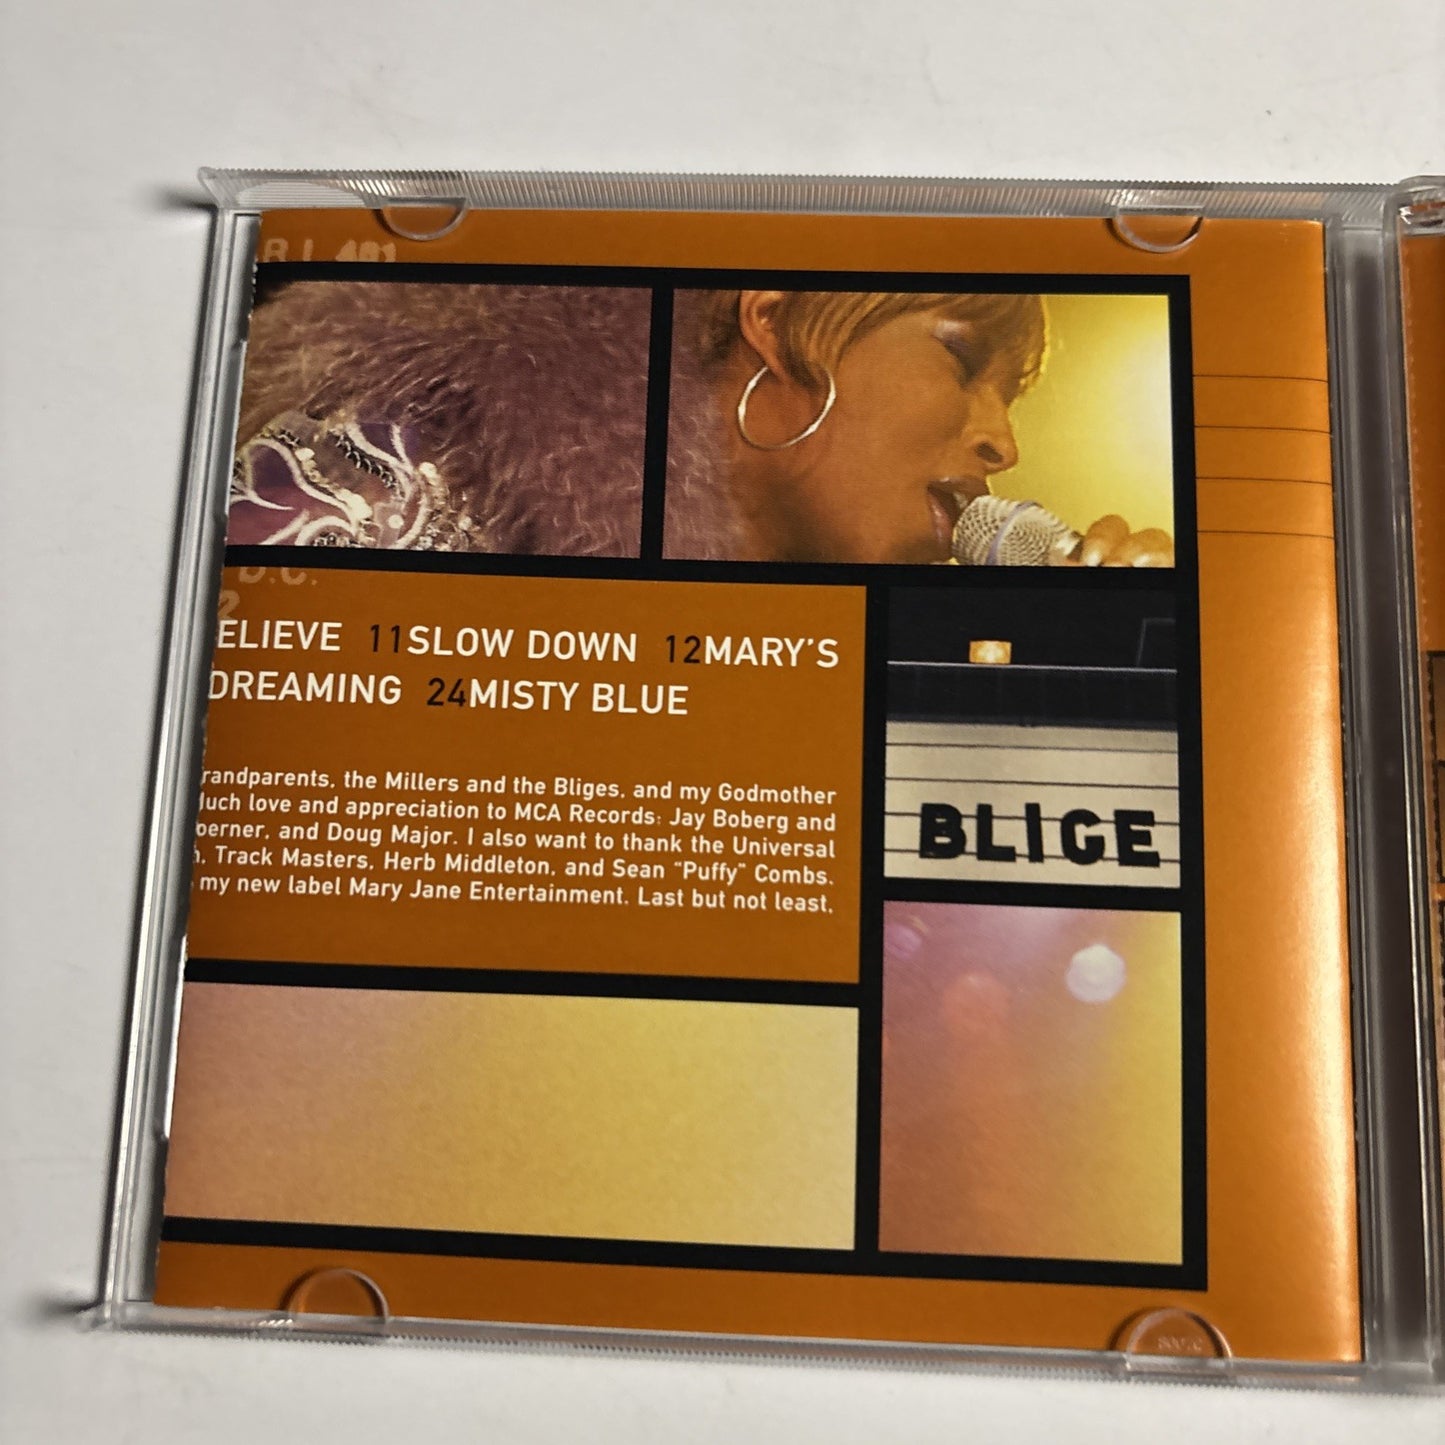 R I 401
D.C.
2
ELIEVE 11SLOW DOWN 12MARY'S
DREAMING 24MISTY BLUE
randparents, the Millers and the Bliges, and my Godmother
uch love and appreciation to MCA Records: Jay Boberg and
oerner, and Doug Major. I also want to thank the Universal
h, Track Masters, Herb Middleton, and Sean "Puffy" Combs.
my new label Mary Jane Entertainment. Last but not least,
BLIGE